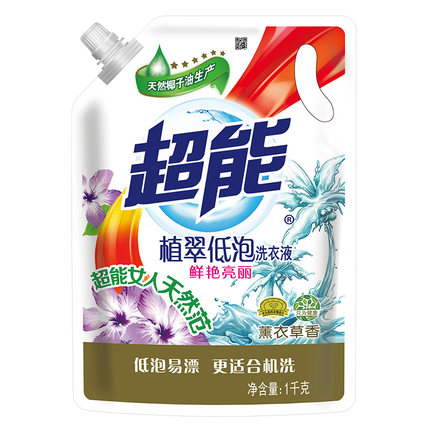 天然椰子油生产
超能
®
植翠低泡洗衣液
鲜艳亮丽
超能女人天然范
薰衣草香
低泡易漂 更适合机洗
净含量:1千克